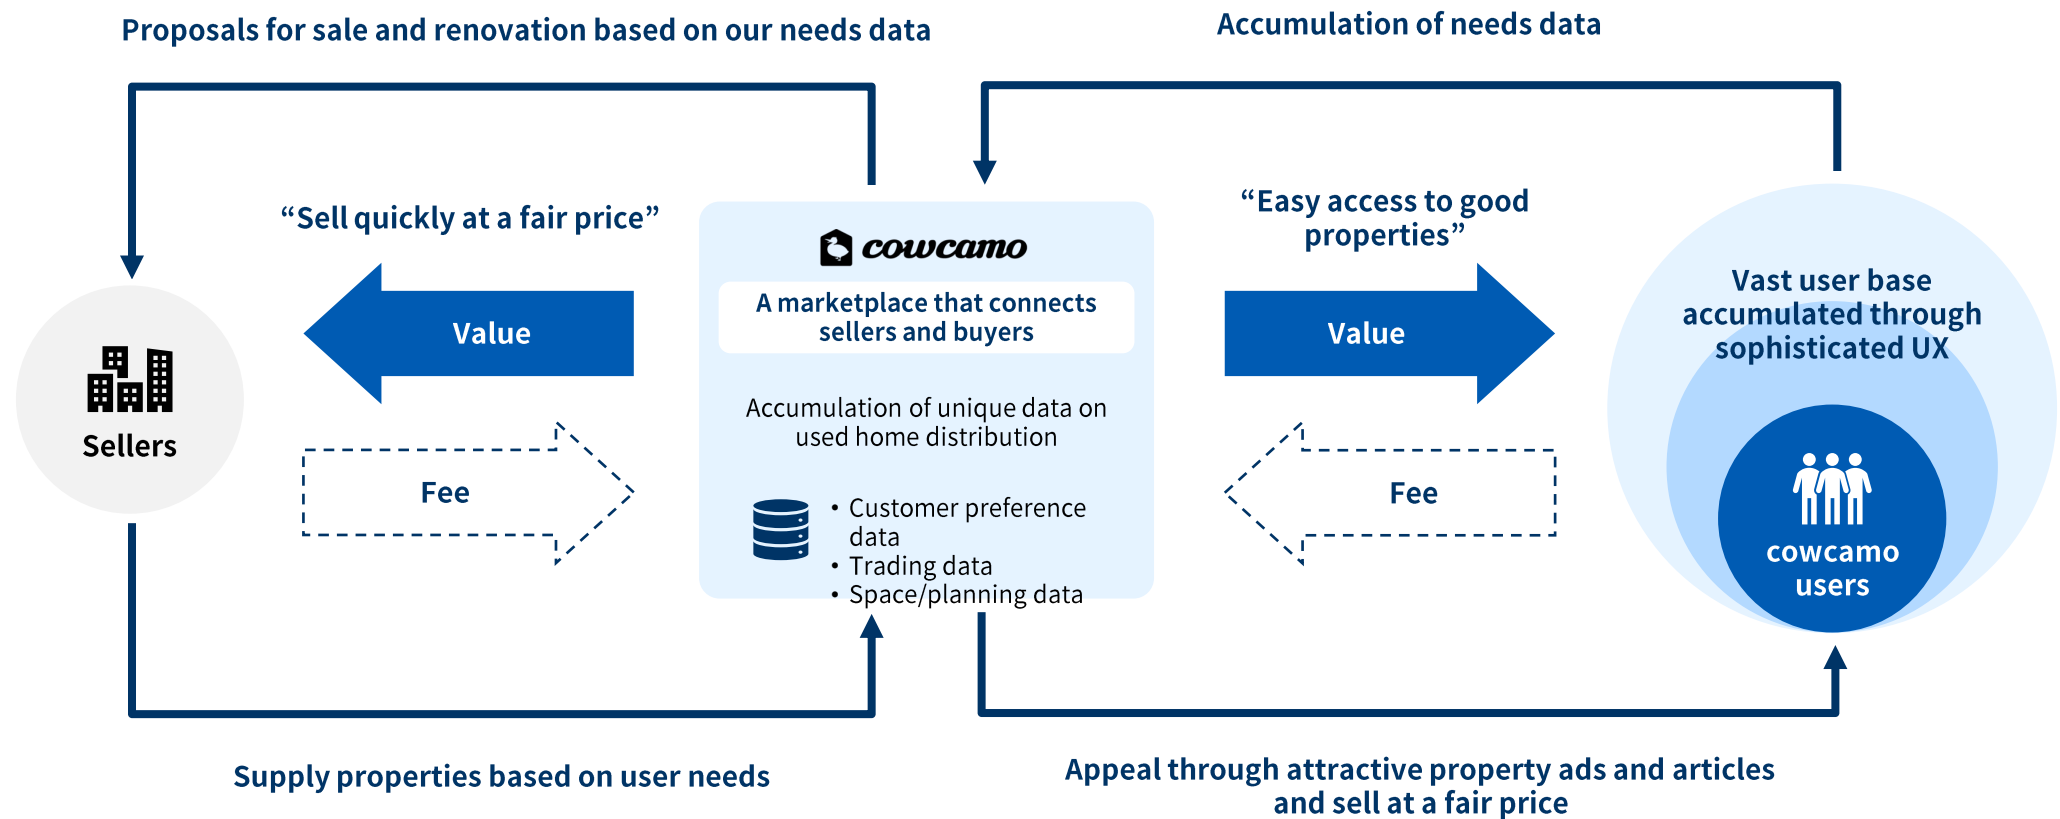 Proposals for sale and renovation based on our needs data
Accumulation of needs data
“Sell quickly at a fair price”
“Easy access to good
properties”
cowcamo
A marketplace that connects
sellers and buyers
Value
Value
Vast user base
accumulated through
sophisticated UX
Sellers
Accumulation of unique data on
used home distribution
Fee
Fee
• Customer preference
data
• Trading data
• Space/planning data
cowcamo
users
Supply properties based on user needs
Appeal through attractive property ads and articles
and sell at a fair price